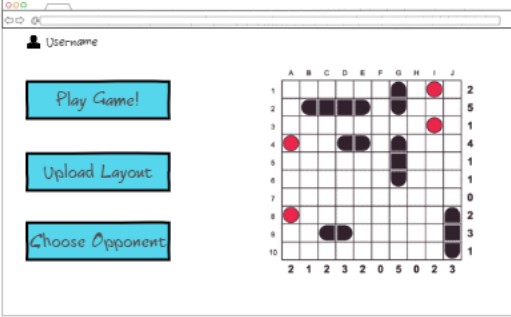 Username
Play Game!
Upload Layout
Choose Opponent
A B C D E F G H I J
1 2
2 5
3 1
4 4
5 1
6 1
7 0
8 2
9 3
10 1
2 1 2 3 2 0 5 0 2 3